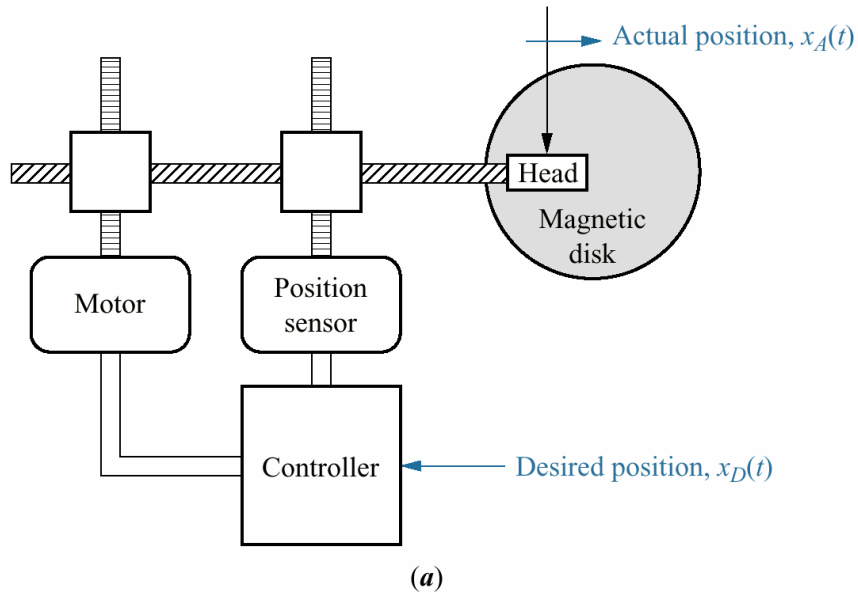 Actual position, x_A(t)
Head
Magnetic
disk
Motor
Position
sensor
Controller
Desired position, x_D(t)
(a)